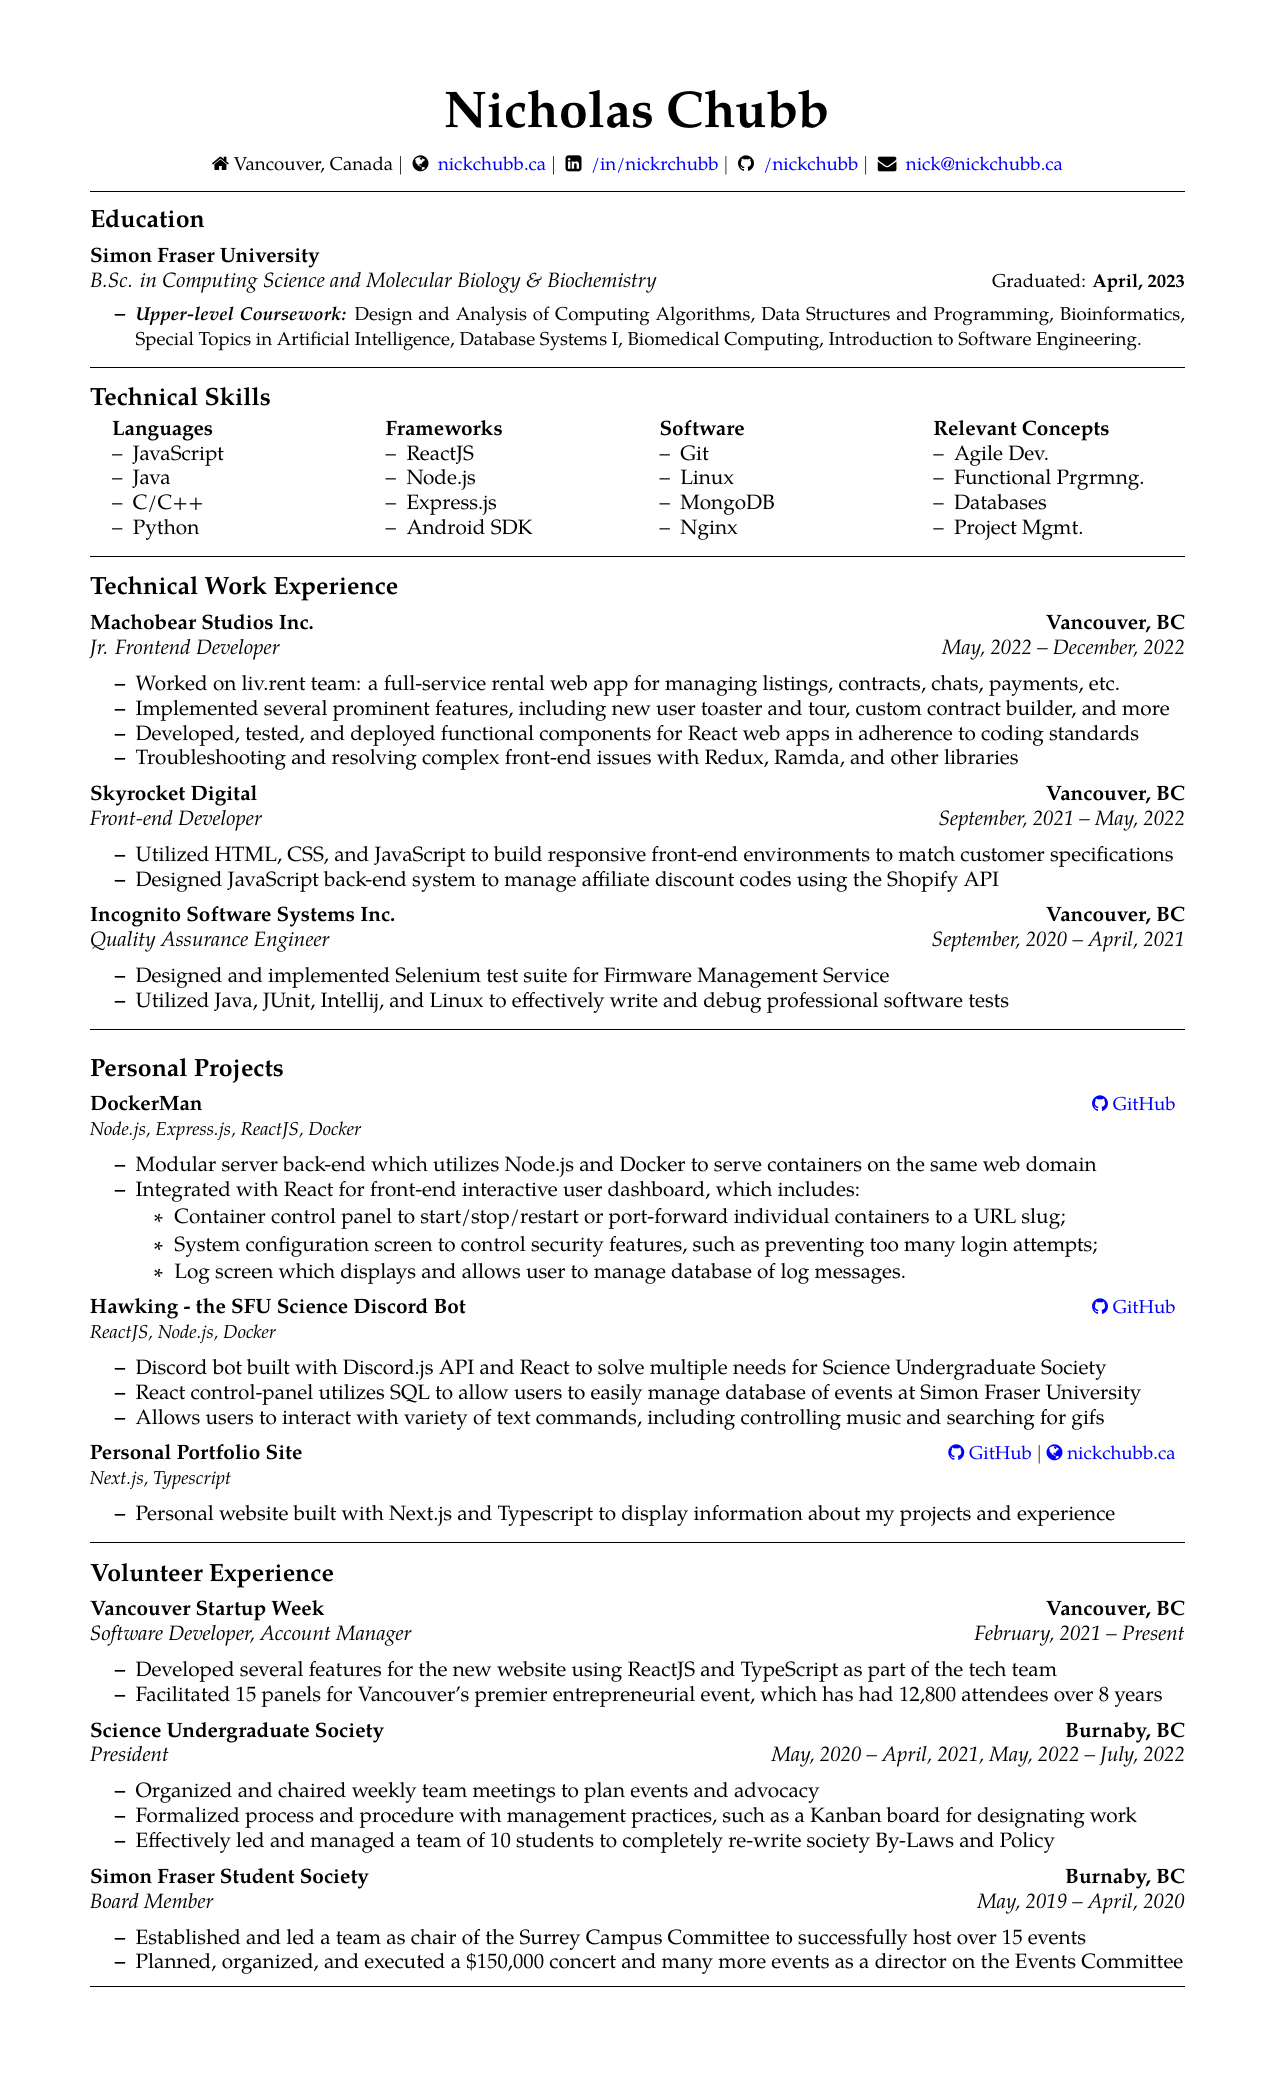 Nicholas Chubb
Vancouver, Canada | nickchubb.ca | /in/nickrchubb | /nickchubb | nick@nickchubb.ca
Education
Simon Fraser University
B.Sc. in Computing Science and Molecular Biology & Biochemistry Graduated: April, 2023
– Upper-level Coursework: Design and Analysis of Computing Algorithms, Data Structures and Programming, Bioinformatics,
Special Topics in Artificial Intelligence, Database Systems I, Biomedical Computing, Introduction to Software Engineering.
Technical Skills
Languages Frameworks Software Relevant Concepts
– JavaScript – ReactJS – Git – Agile Dev.
– Java – Node.js – Linux – Functional Prgrmng.
– C/C++ – Express.js – MongoDB – Databases
– Python – Android SDK – Nginx – Project Mgmt.
Technical Work Experience
Machobear Studios Inc. Vancouver, BC
Jr. Frontend Developer May, 2022 – December, 2022
– Worked on liv.rent team: a full-service rental web app for managing listings, contracts, chats, payments, etc.
– Implemented several prominent features, including new user toaster and tour, custom contract builder, and more
– Developed, tested, and deployed functional components for React web apps in adherence to coding standards
– Troubleshooting and resolving complex front-end issues with Redux, Ramda, and other libraries
Skyrocket Digital Vancouver, BC
Front-end Developer September, 2021 – May, 2022
– Utilized HTML, CSS, and JavaScript to build responsive front-end environments to match customer specifications
– Designed JavaScript back-end system to manage affiliate discount codes using the Shopify API
Incognito Software Systems Inc. Vancouver, BC
Quality Assurance Engineer September, 2020 – April, 2021
– Designed and implemented Selenium test suite for Firmware Management Service
– Utilized Java, JUnit, Intellij, and Linux to effectively write and debug professional software tests
Personal Projects
DockerMan GitHub
Node.js, Express.js, ReactJS, Docker
– Modular server back-end which utilizes Node.js and Docker to serve containers on the same web domain
– Integrated with React for front-end interactive user dashboard, which includes:
* Container control panel to start/stop/restart or port-forward individual containers to a URL slug;
* System configuration screen to control security features, such as preventing too many login attempts;
* Log screen which displays and allows user to manage database of log messages.
Hawking - the SFU Science Discord Bot GitHub
ReactJS, Node.js, Docker
– Discord bot built with Discord.js API and React to solve multiple needs for Science Undergraduate Society
– React control-panel utilizes SQL to allow users to easily manage database of events at Simon Fraser University
– Allows users to interact with variety of text commands, including controlling music and searching for gifs
Personal Portfolio Site GitHub | nickchubb.ca
Next.js, Typescript
– Personal website built with Next.js and Typescript to display information about my projects and experience
Volunteer Experience
Vancouver Startup Week Vancouver, BC
Software Developer, Account Manager February, 2021 – Present
– Developed several features for the new website using ReactJS and TypeScript as part of the tech team
– Facilitated 15 panels for Vancouver's premier entrepreneurial event, which has had 12,800 attendees over 8 years
Science Undergraduate Society Burnaby, BC
President May, 2020 – April, 2021, May, 2022 – July, 2022
– Organized and chaired weekly team meetings to plan events and advocacy
– Formalized process and procedure with management practices, such as a Kanban board for designating work
– Effectively led and managed a team of 10 students to completely re-write society By-Laws and Policy
Simon Fraser Student Society Burnaby, BC
Board Member May, 2019 – April, 2020
– Established and led a team as chair of the Surrey Campus Committee to successfully host over 15 events
– Planned, organized, and executed a $150,000 concert and many more events as a director on the Events Committee